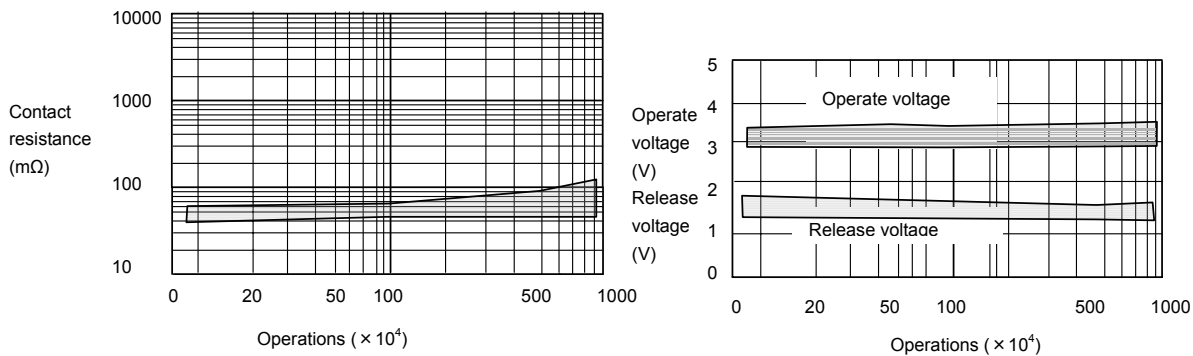 10000
1000
100
10
Contact
resistance
(mΩ)
0 20 50 100 500 1000
Operations ( × 10⁴)
5
4
3
2
1
0
Operate
voltage
(V)
Release
voltage
(V)
Operate voltage
Release voltage
0 20 50 100 500 1000
Operations ( × 10⁴)